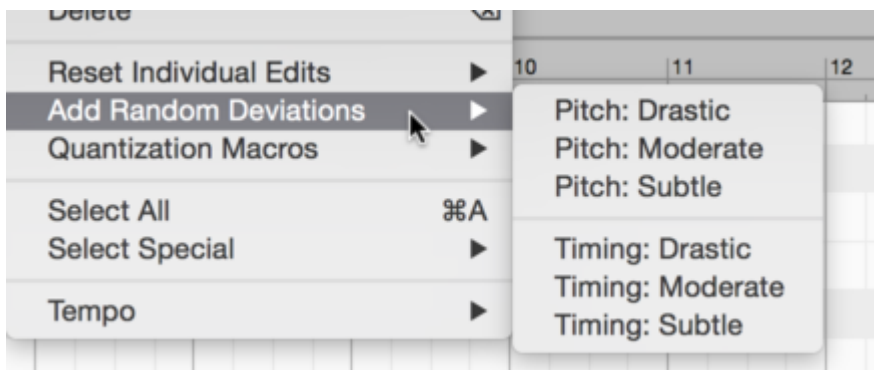 Delete
Reset Individual Edits
Add Random Deviations
Quantization Macros
Select All ⌘A
Select Special
Tempo
10 11 12
Pitch: Drastic
Pitch: Moderate
Pitch: Subtle
Timing: Drastic
Timing: Moderate
Timing: Subtle